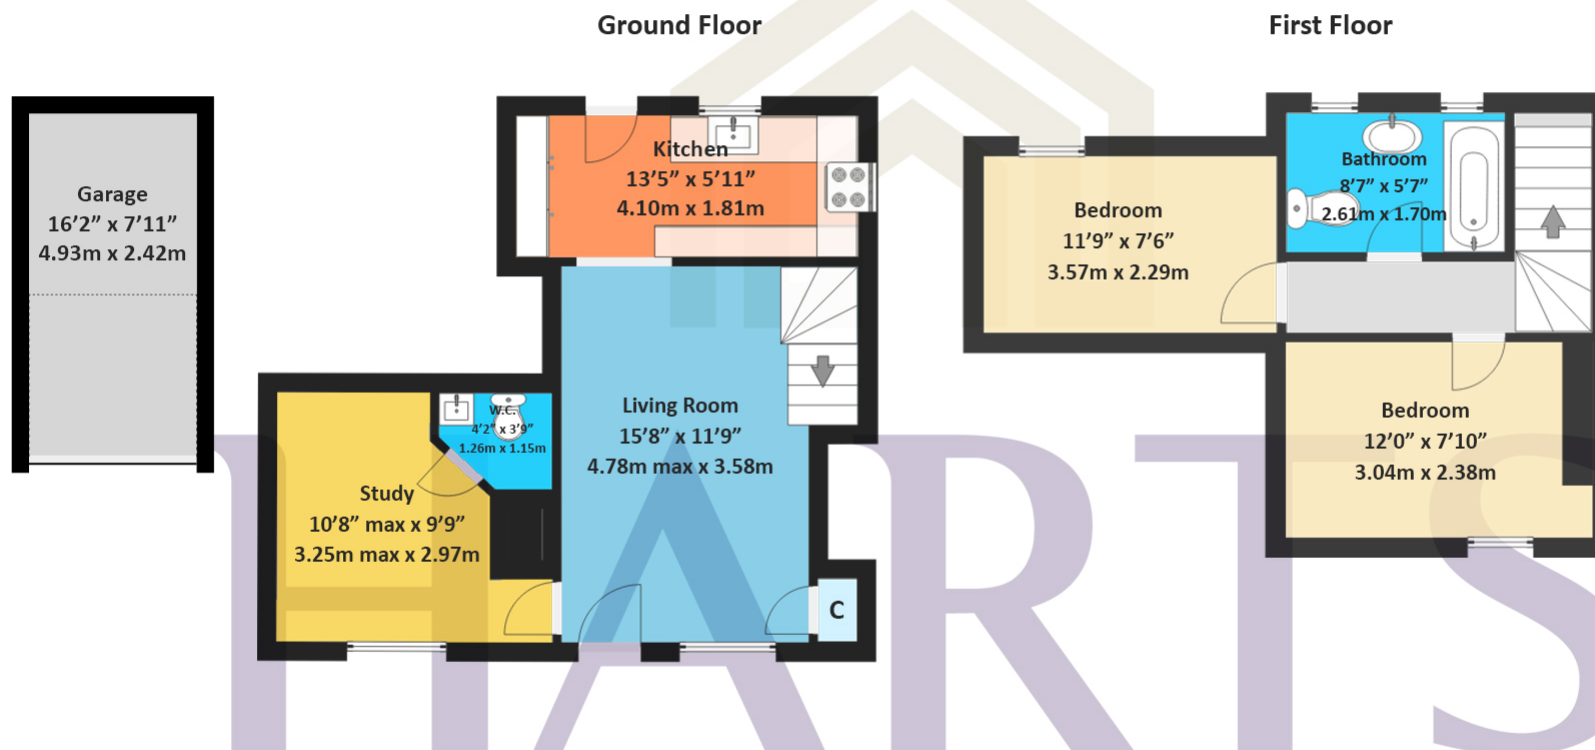 Ground Floor
First Floor
Garage
16’2” x 7’11”
4.93m x 2.42m
Kitchen
13’5” x 5’11”
4.10m x 1.81m
Bathroom
8’7” x 5’7”
2.61m x 1.70m
Bedroom
11’9” x 7’6”
3.57m x 2.29m
W.C.
4’2” x 3’9”
1.26m x 1.15m
Living Room
15’8” x 11’9”
4.78m max x 3.58m
Study
10’8” max x 9’9”
3.25m max x 2.97m
Bedroom
12’0” x 7’10”
3.04m x 2.38m
C
HARTS